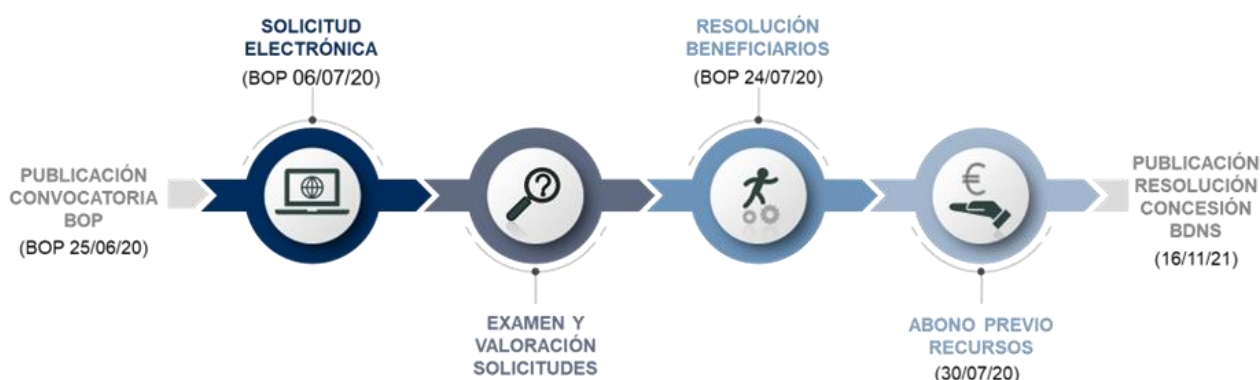 PUBLICACIÓN
CONVOCATORIA
BOP
(BOP 25/06/20)
SOLICITUD
ELECTRÓNICA
(BOP 06/07/20)
EXAMEN Y
VALORACIÓN
SOLICITUDES
RESOLUCIÓN
BENEFICIARIOS
(BOP 24/07/20)
€
ABONO PREVIO
RECURSOS
(30/07/20)
PUBLICACIÓN
RESOLUCIÓN
CONCESIÓN
BDNS
(16/11/21)